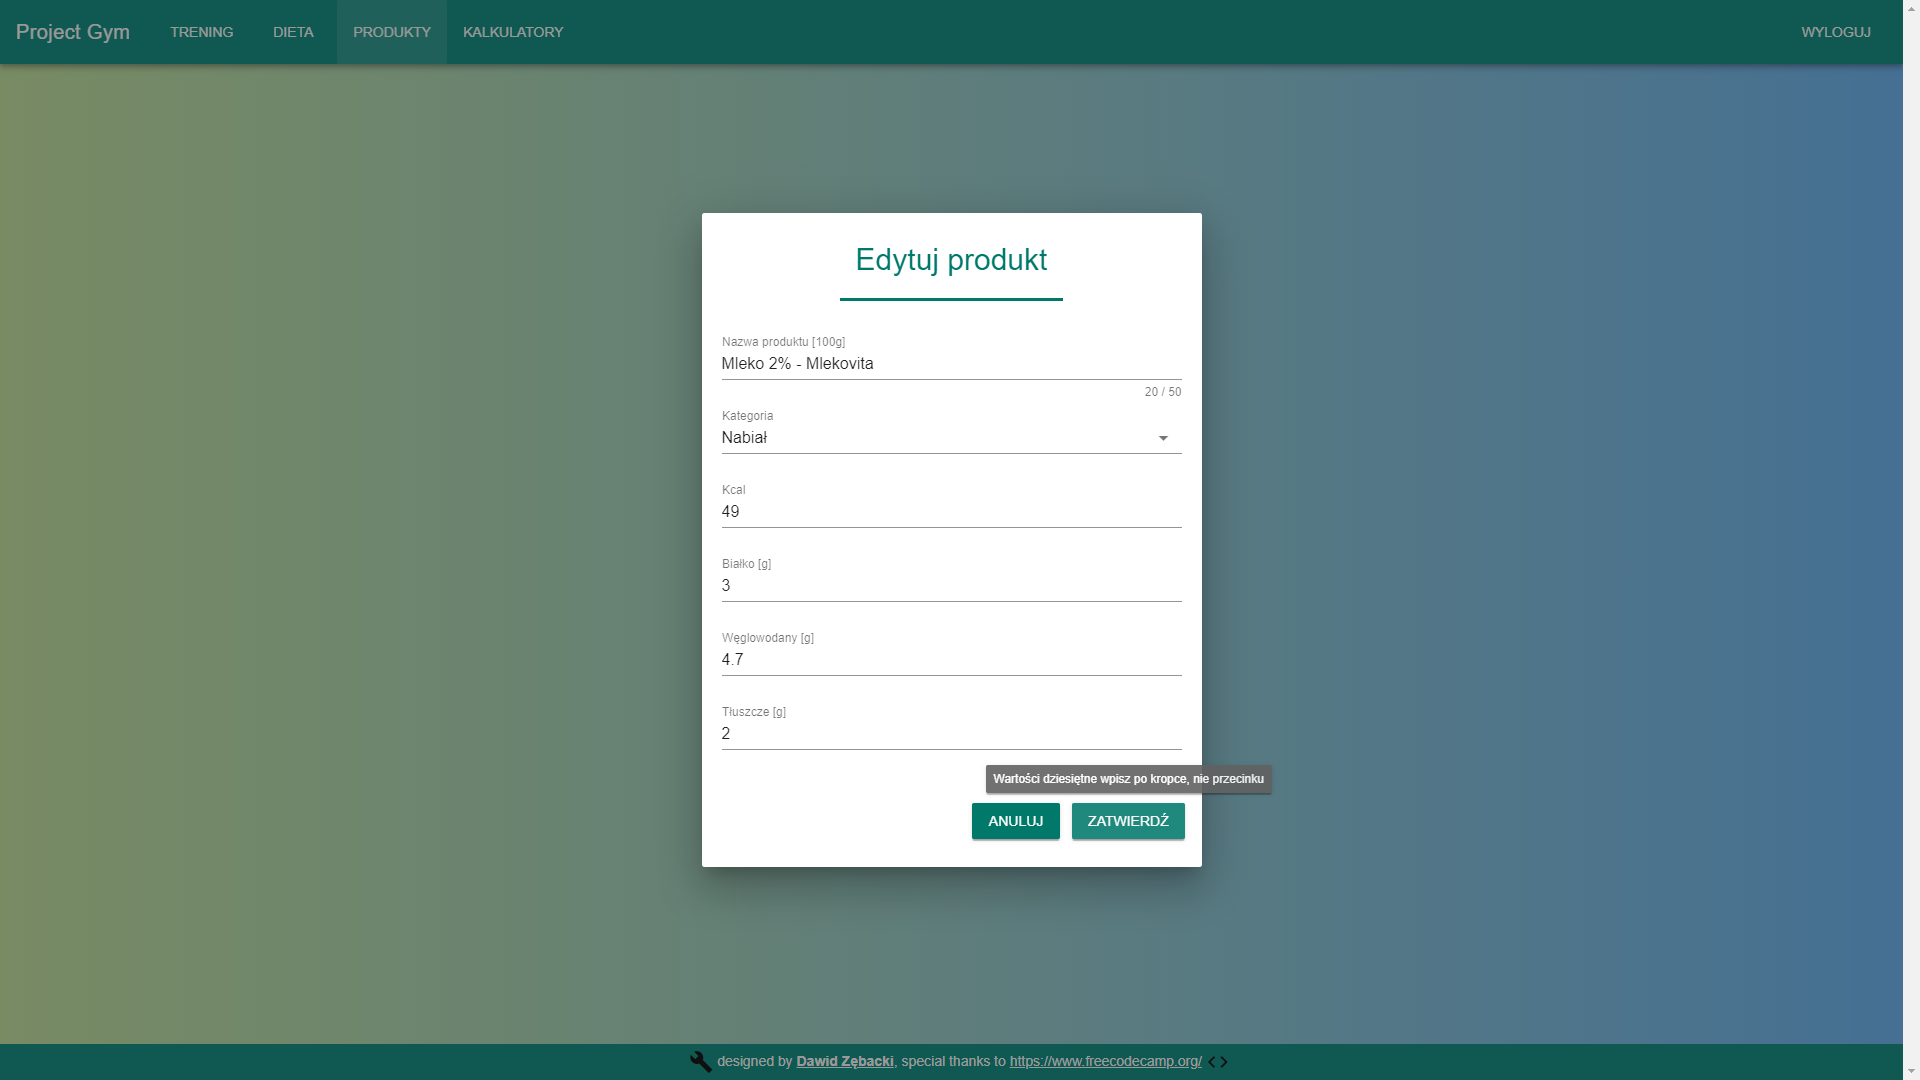 Project Gym TRENING DIETA PRODUKTY KALKULATORY WYLOGUJ
Edytuj produkt
Nazwa produktu [100g]
Mleko 2% - Mlekovita
20 / 50
Kategoria
Nabiał
Kcal
49
Białko [g]
3
Węglowodany [g]
4.7
Tłuszcze [g]
2
Wartości dziesiętne wpisz po kropce, nie przecinku
ANULUJ ZATWIERDŹ
designed by Dawid Zębacki, special thanks to https://www.freecodecamp.org/